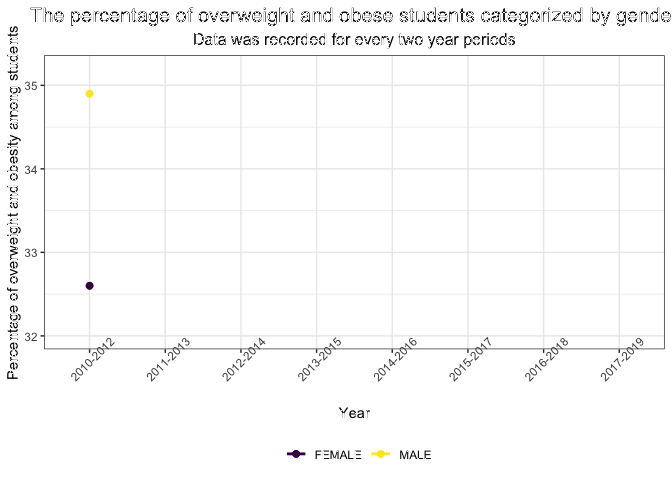 The percentage of overweight and obese students categorized by gende
Data was recorded for every two year periods
Percentage of overweight and obesity among students
35
34
33
32
2010-2012
2011-2013
2012-2014
2013-2015
2014-2016
2015-2017
2016-2018
2017-2019
Year
FEMALE MALE